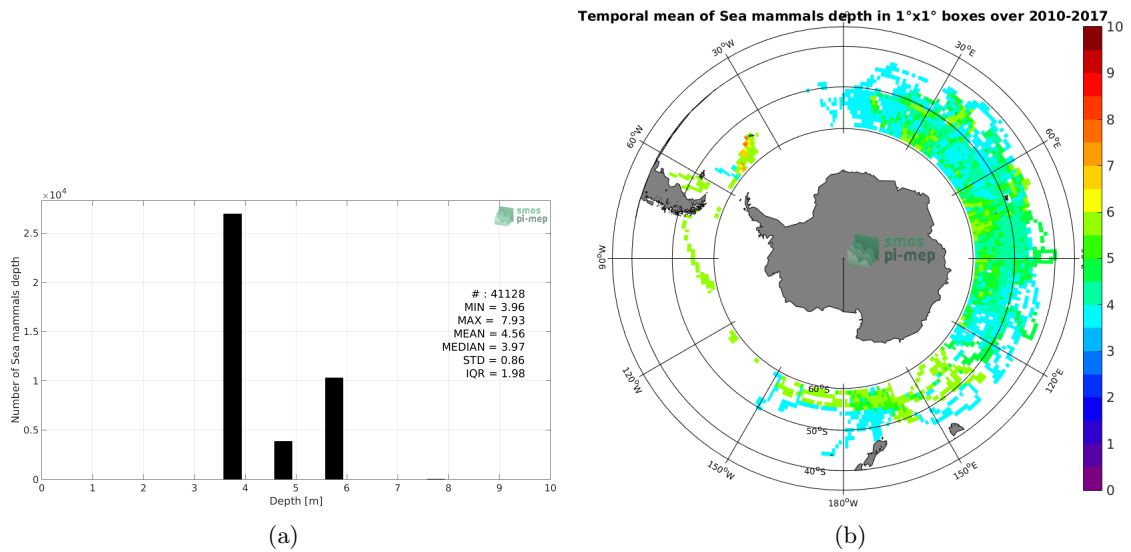 ×10⁴
2.5
2
1.5
1
0.5
0
0 1 2 3 4 5 6 7 8 9 10
Number of Sea mammals depth
Depth [m]
smos
pi-mep
# : 41128
MIN = 3.96
MAX = 7.93
MEAN = 4.56
MEDIAN = 3.97
STD = 0.86
IQR = 1.98
(a)
Temporal mean of Sea mammals depth in 1°x1° boxes over 2010-2017
30°W
30°E
60°W
60°E
90°W
120°W
120°E
150°W
150°E
180°W
60°S
50°S
40°S
smos
pi-mep
10
9
8
7
6
5
4
3
2
1
0
(b)